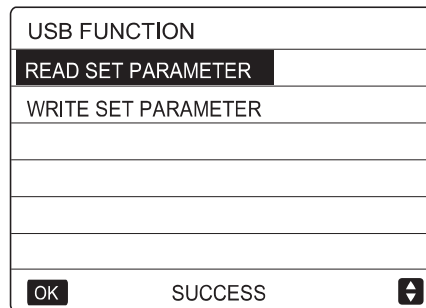 USB FUNCTION
READ SET PARAMETER
WRITE SET PARAMETER
OK SUCCESS